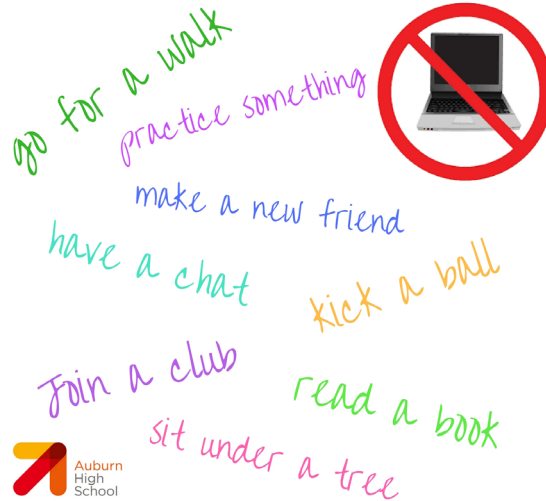 go for a walk
practice something
make a new friend
have a chat
kick a ball
Join a club
read a book
sit under a tree
Auburn
High
School